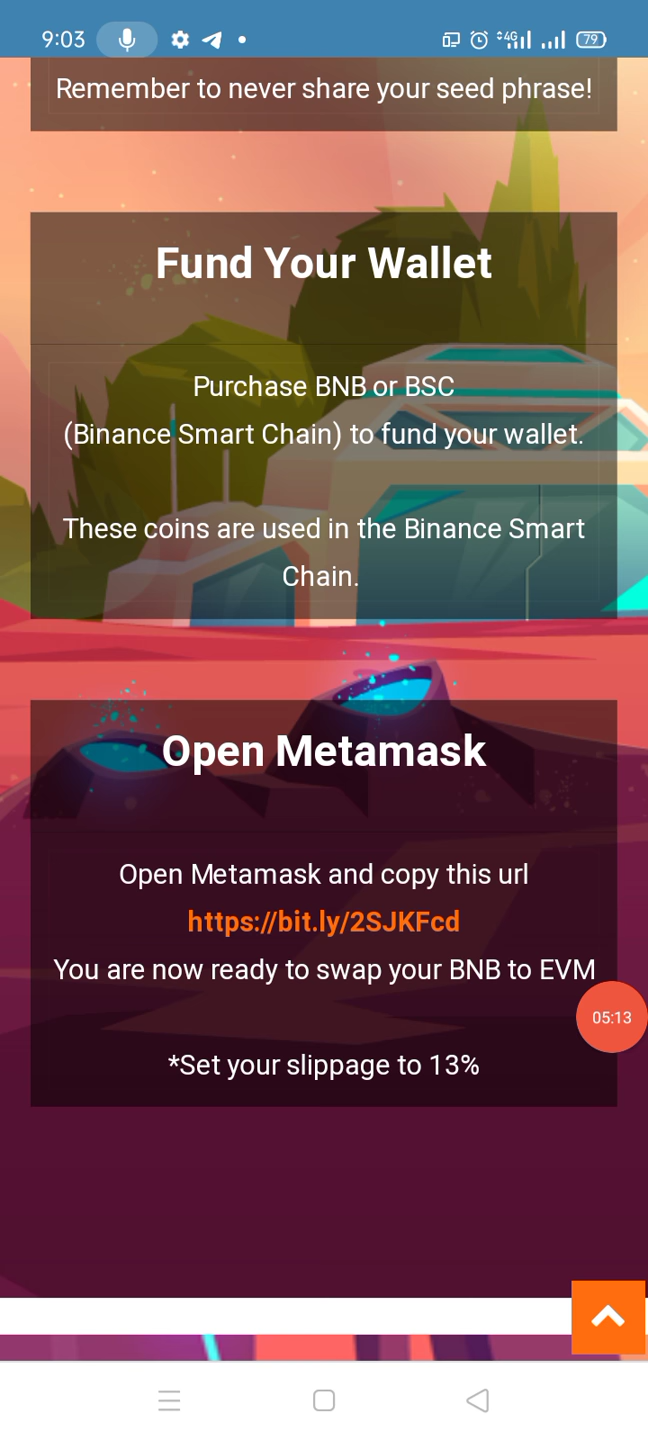 9:03
4G
79
Remember to never share your seed phrase!
Fund Your Wallet
Purchase BNB or BSC
(Binance Smart Chain) to fund your wallet.
These coins are used in the Binance Smart
Chain.
Open Metamask
Open Metamask and copy this url
https://bit.ly/2SJKFcd
You are now ready to swap your BNB to EVM
05:13
*Set your slippage to 13%